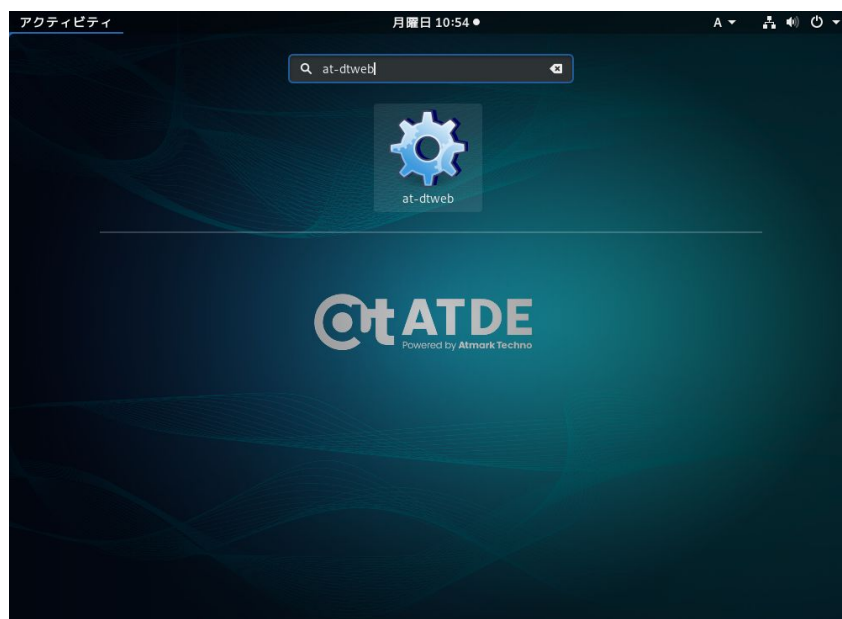 アクティビティ
月曜日 10:54
A
at-dtweb
at-dtweb
at ATDE
Powered by Atmark Techno